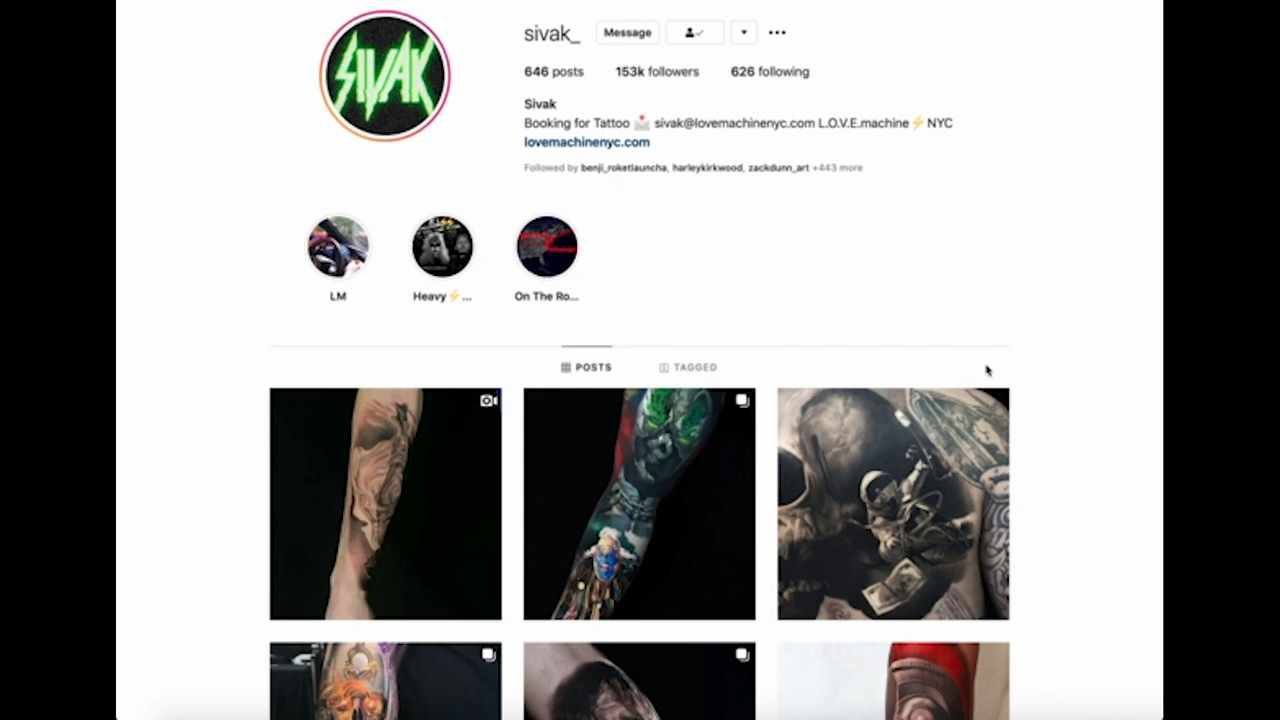 SIVAK
sivak_ Message
646 posts 153k followers 626 following
Sivak
Booking for Tattoo 📩 sivak@lovemachinenyc.com L.O.V.E.machine⚡NYC
lovemachinenyc.com
Followed by benji_roketlauncha, harleykirkwood, zackdunn_art +443 more
LM Heavy⚡... On The Ro...
POSTS TAGGED